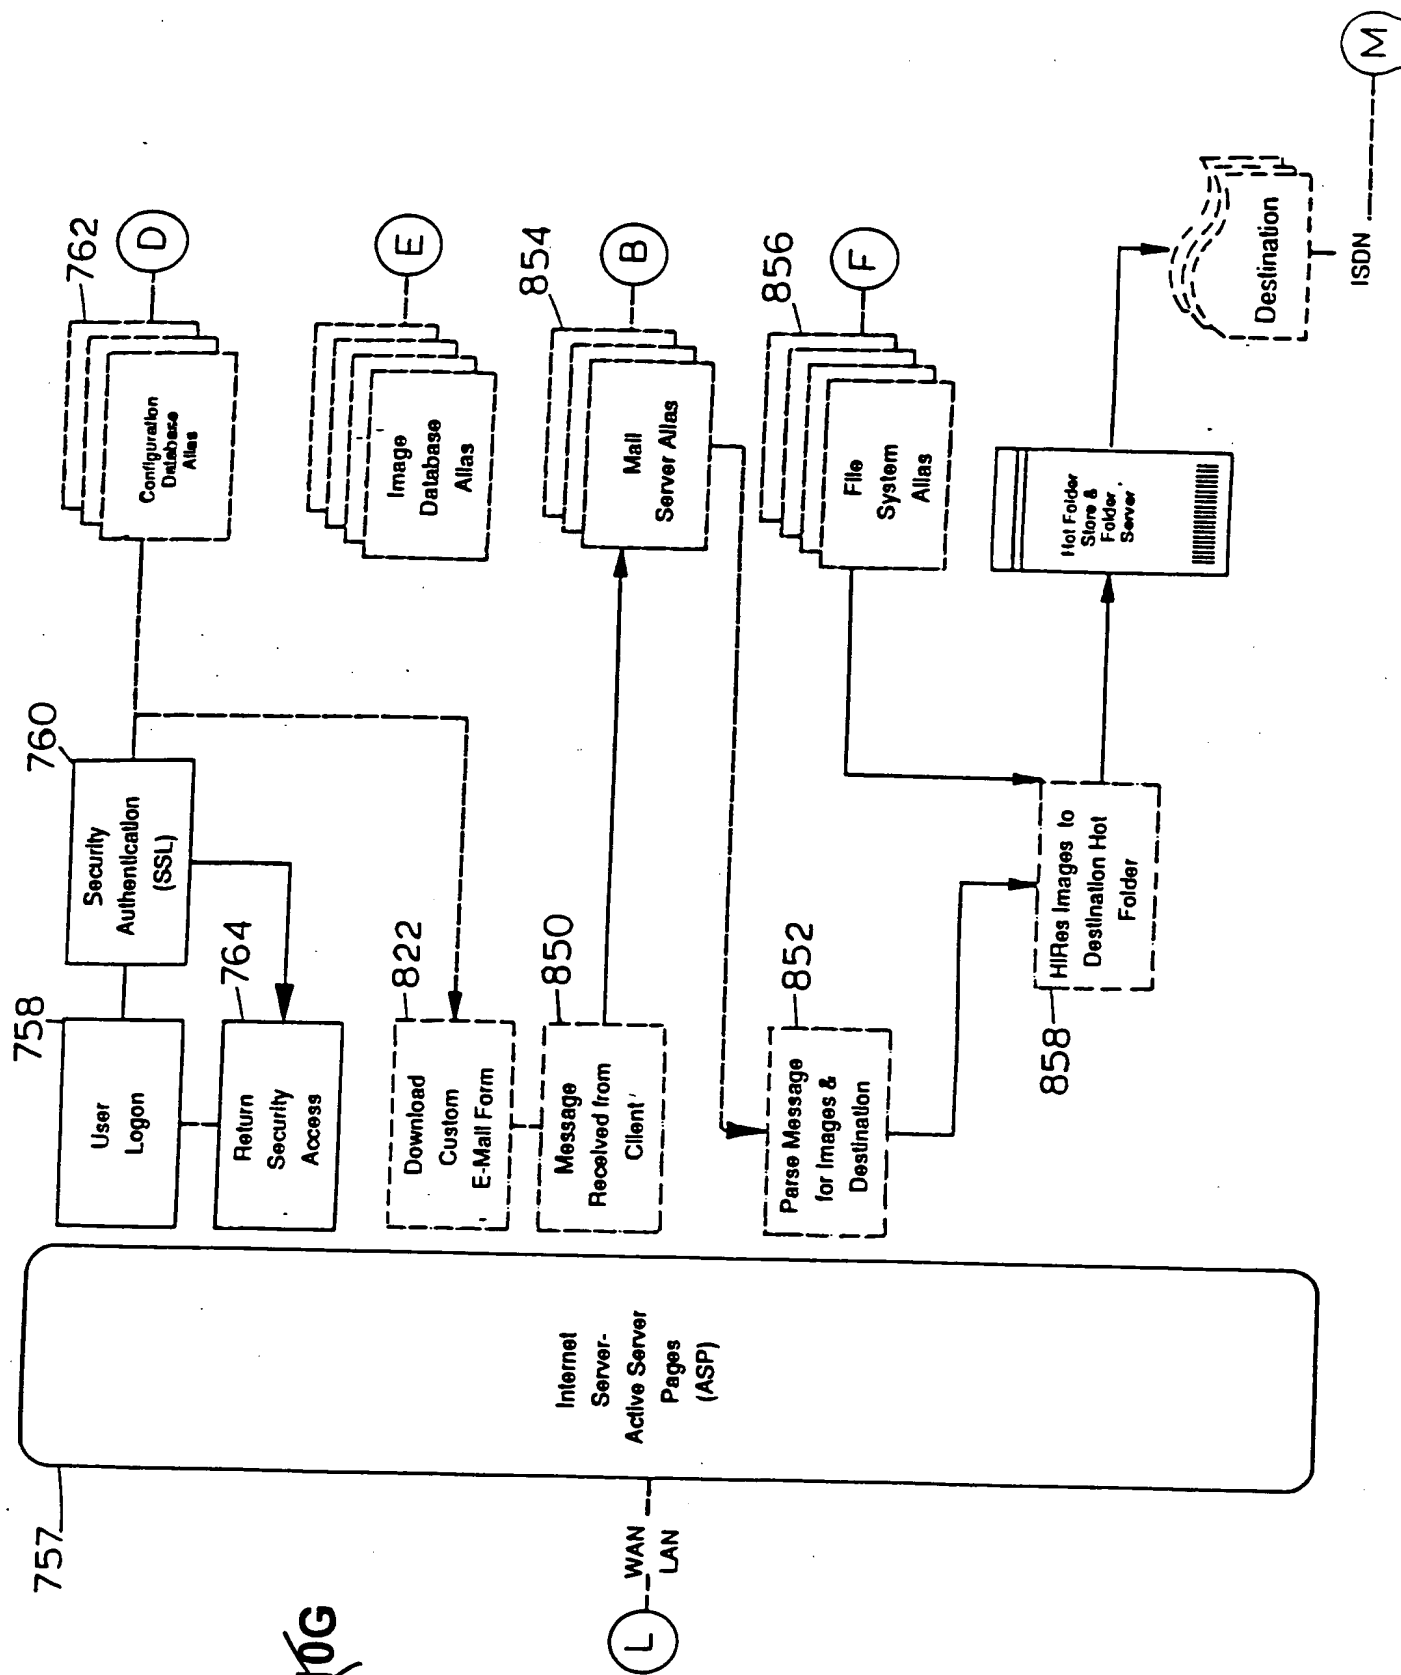 757
L
WAN
LAN
Internet
Server-
Active Server
Pages
(ASP)
758
User
Logon
760
Security
Authentication
(SSL)
762
Configuration
Database
Alias
D
764
Return
Security
Access
822
Download
Custom
E-Mail Form
Image
Database
Alias
E
850
Message
Received from
Client
854
Mail
Server Alias
B
852
Parse Message
for Images &
Destination
856
File
System
Alias
F
858
HiRes Images to
Destination Hot
Folder
Hot Folder
Store &
Folder
Server
Destination
ISDN
M
0G